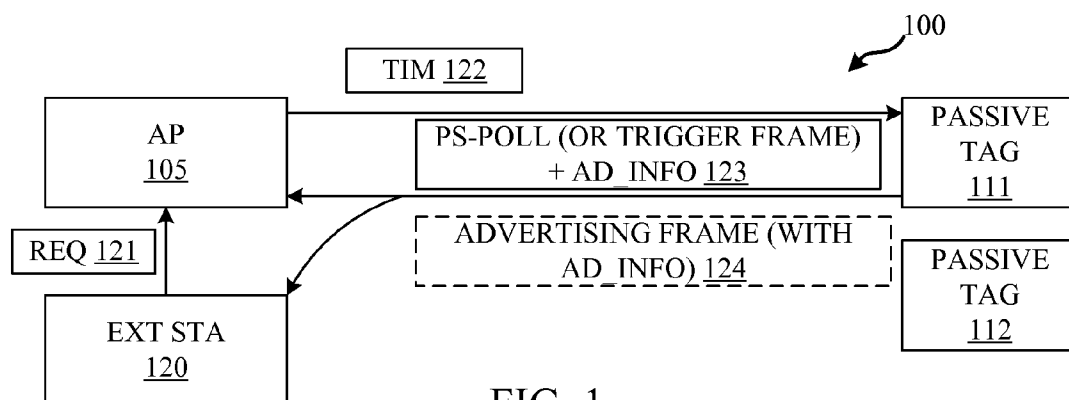 100
TIM 122
AP
105
PS-POLL (OR TRIGGER FRAME)
+ AD_INFO 123
PASSIVE
TAG
111
REQ 121
ADVERTISING FRAME (WITH
AD_INFO) 124
PASSIVE
TAG
112
EXT STA
120
FIG. 1